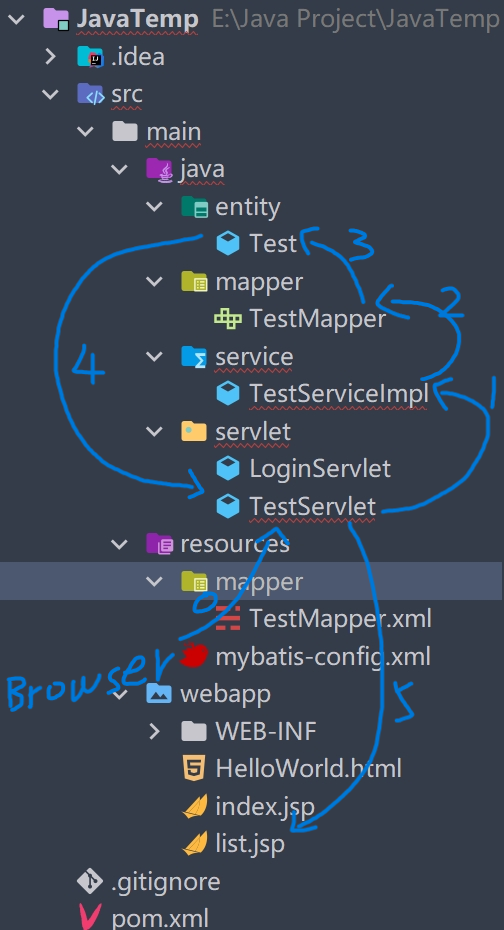 JavaTemp E:\Java Project\JavaTemp
.idea
src
main
java
entity
Test 3
mapper
TestMapper 2
service
4
TestServiceImpl 1
servlet
LoginServlet
TestServlet
resources
mapper
0
TestMapper.xml
Browser
mybatis-config.xml
webapp
5
WEB-INF
HelloWorld.html
index.jsp
list.jsp
.gitignore
pom.xml